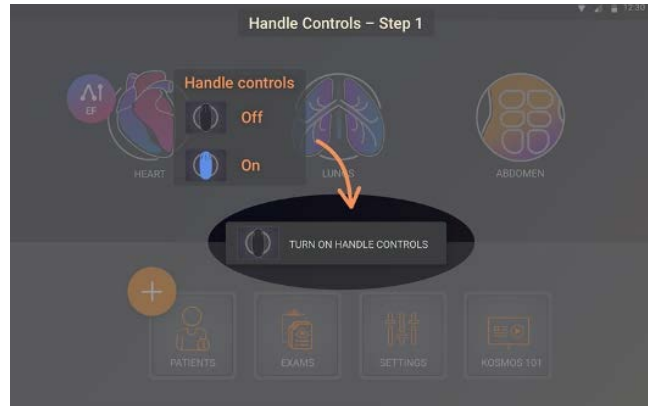 12:30
Handle Controls – Step 1
Handle controls
Off
On
EF
HEART
LUNGS
ABDOMEN
TURN ON HANDLE CONTROLS
PATIENTS
EXAMS
SETTINGS
KOSMOS 101